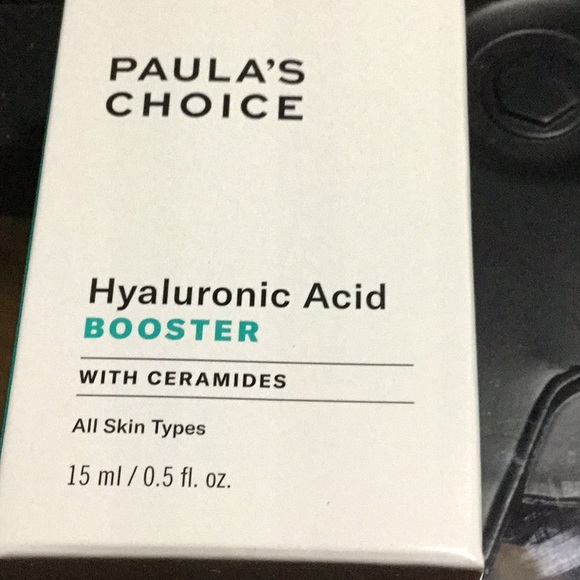 PAULA'S
CHOICE
Hyaluronic Acid
BOOSTER
WITH CERAMIDES
All Skin Types
15 ml / 0.5 fl. oz.